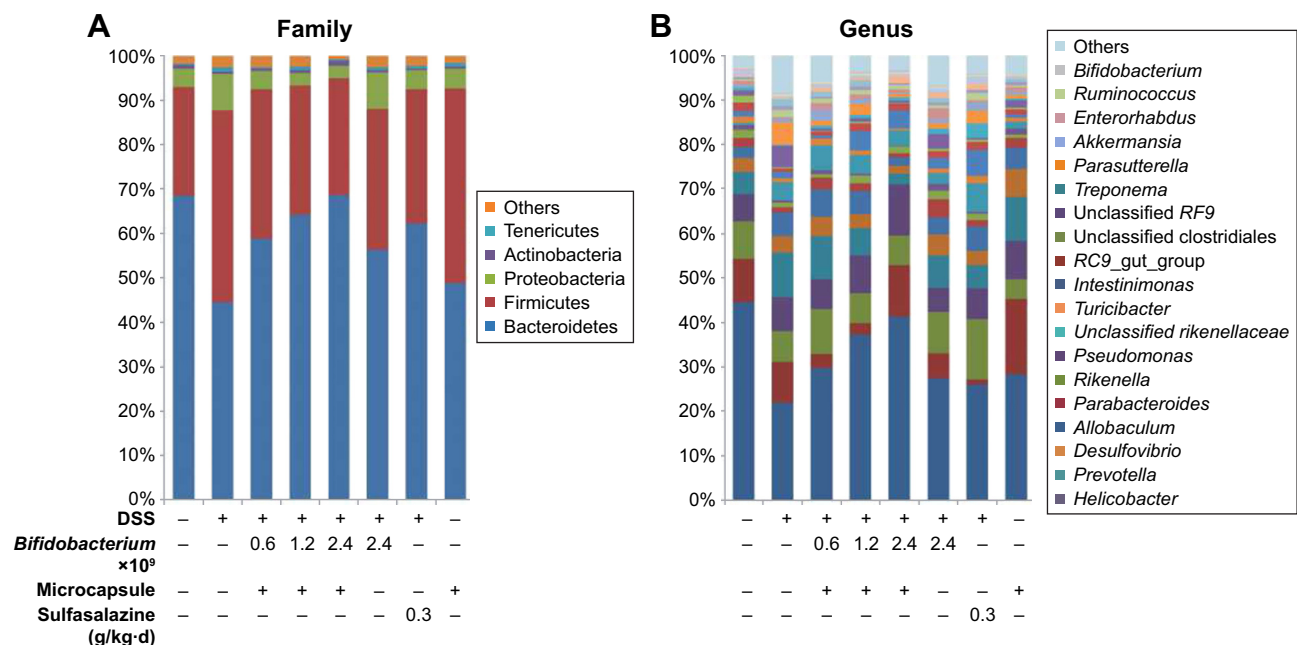 A
Family
100%
90%
80%
70%
60%
50%
40%
30%
20%
10%
0%
Others
Tenericutes
Actinobacteria
Proteobacteria
Firmicutes
Bacteroidetes
DSS – + + + + + + –
Bifidobacterium – – 0.6 1.2 2.4 2.4 – –
×10⁹
Microcapsule – – + + + – – +
Sulfasalazine – – – – – – 0.3 –
(g/kg·d)
B
Genus
100%
90%
80%
70%
60%
50%
40%
30%
20%
10%
0%
– + + + + + + –
– – 0.6 1.2 2.4 2.4 – –
– – + + + – – +
– – – – – – 0.3 –
Others
Bifidobacterium
Ruminococcus
Enterorhabdus
Akkermansia
Parasutterella
Treponema
Unclassified RF9
Unclassified clostridiales
RC9_gut_group
Intestinimonas
Turicibacter
Unclassified rikenellaceae
Pseudomonas
Rikenella
Parabacteroides
Allobaculum
Desulfovibrio
Prevotella
Helicobacter